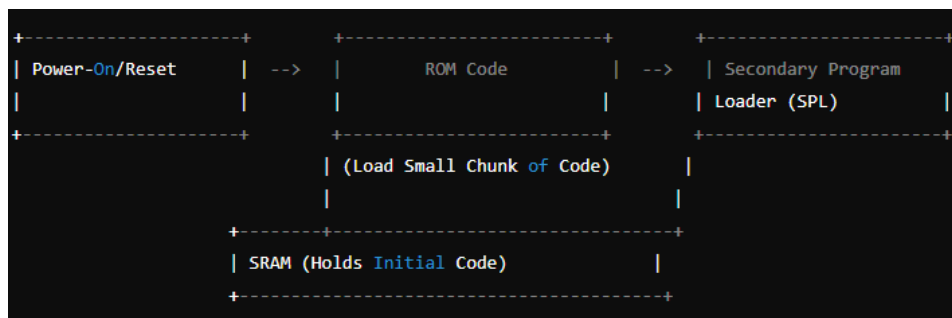 Power-On/Reset --> ROM Code --> Secondary Program
Loader (SPL)
(Load Small Chunk of Code)
SRAM (Holds Initial Code)